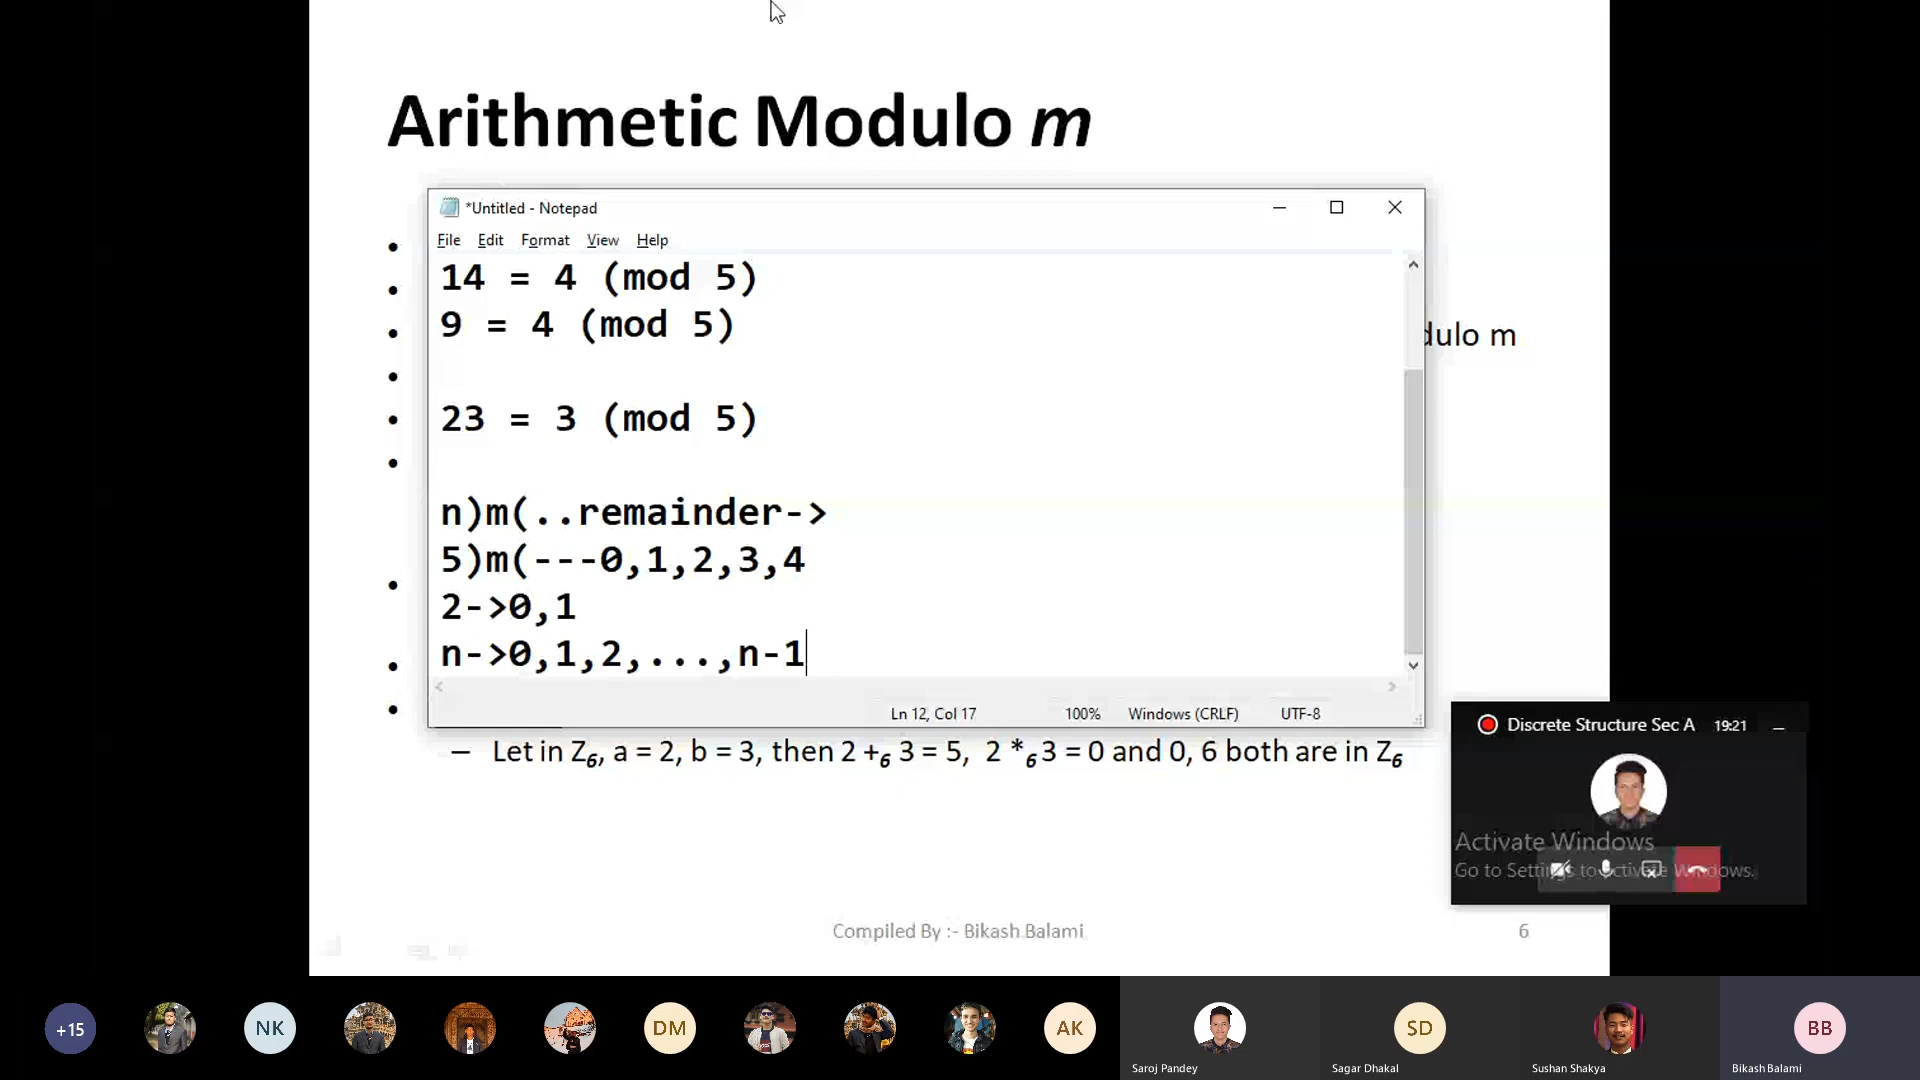 Arithmetic Modulo m
*Untitled - Notepad
File Edit Format View Help
14 = 4 (mod 5)
9 = 4 (mod 5)
dulo m
23 = 3 (mod 5)
n)m(..remainder->
5)m(---0,1,2,3,4
2->0,1
n->0,1,2,...,n-1
Ln 12, Col 17 100% Windows (CRLF) UTF-8
– Let in Z6, a = 2, b = 3, then 2 +6 3 = 5, 2 *6 3 = 0 and 0, 6 both are in Z6
Discrete Structure Sec A 19:21
Activate Windows
Go to Settings to activate Windows.
Compiled By :- Bikash Balami
6
+15
NK
DM
AK
SD
BB
Saroj Pandey
Sagar Dhakal
Sushan Shakya
Bikash Balami